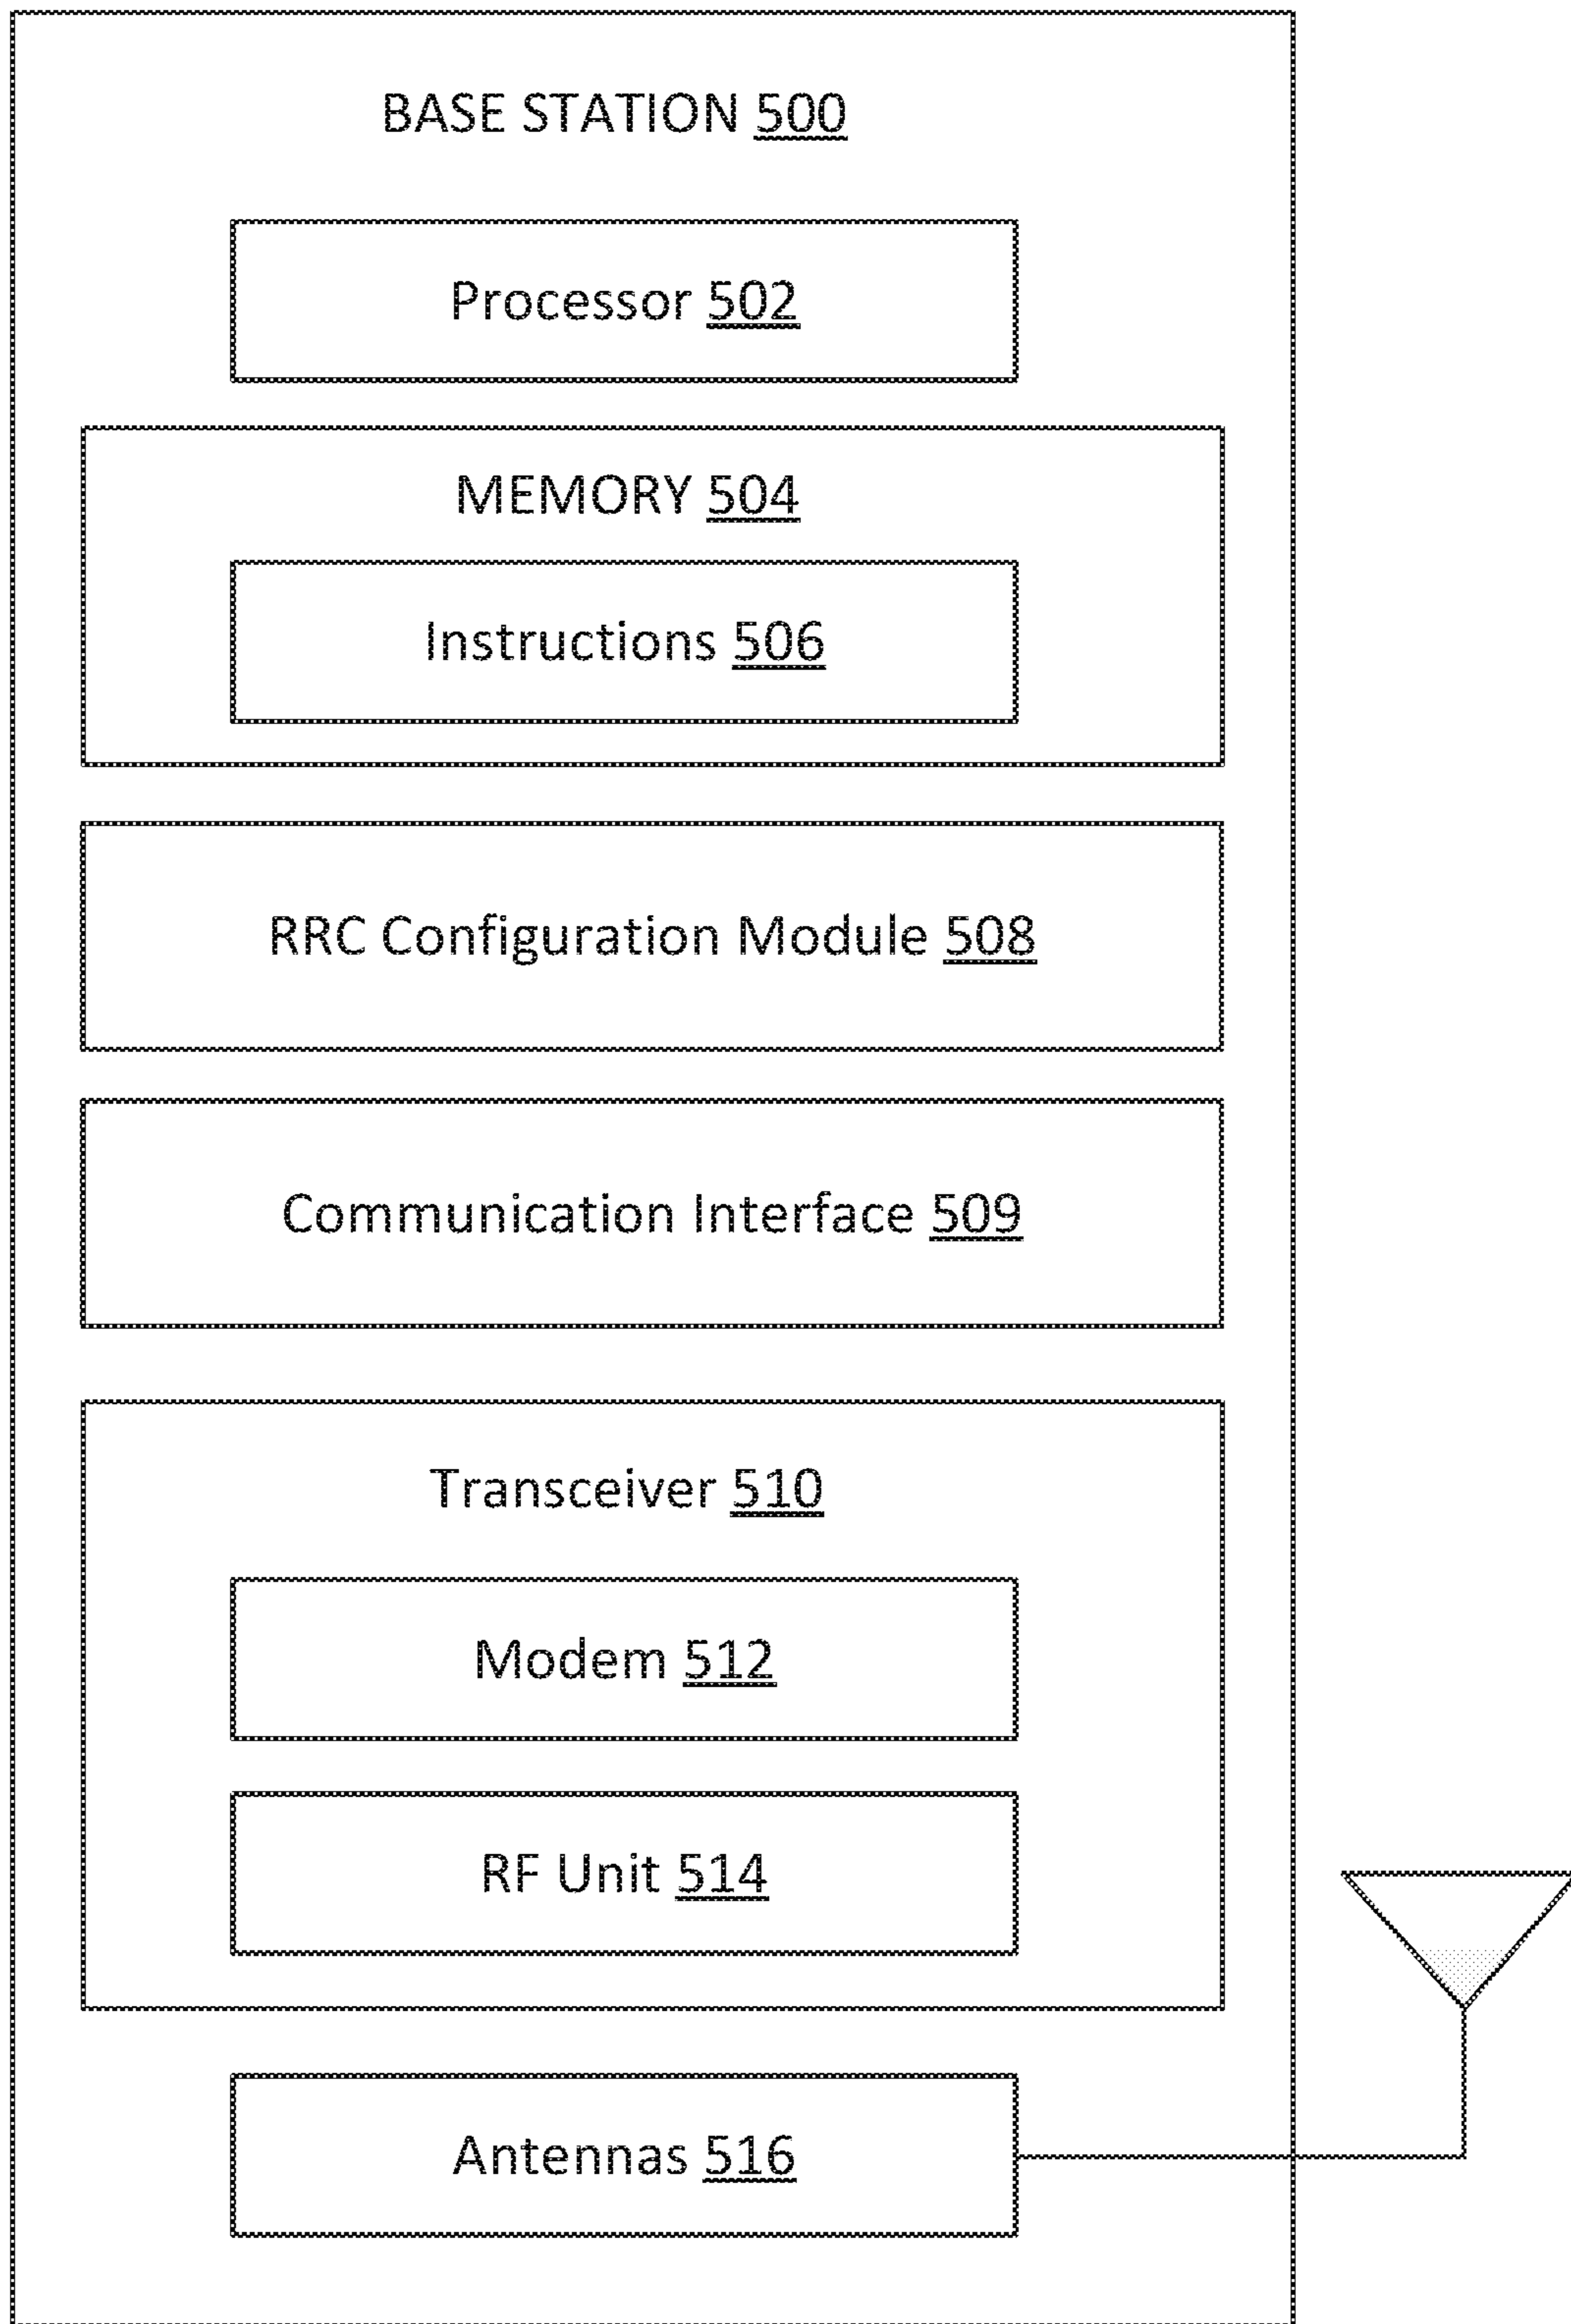 BASE STATION 500
Processor 502
MEMORY 504
Instructions 506
RRC Configuration Module 508
Communication Interface 509
Transceiver 510
Modem 512
RF Unit 514
Antennas 516